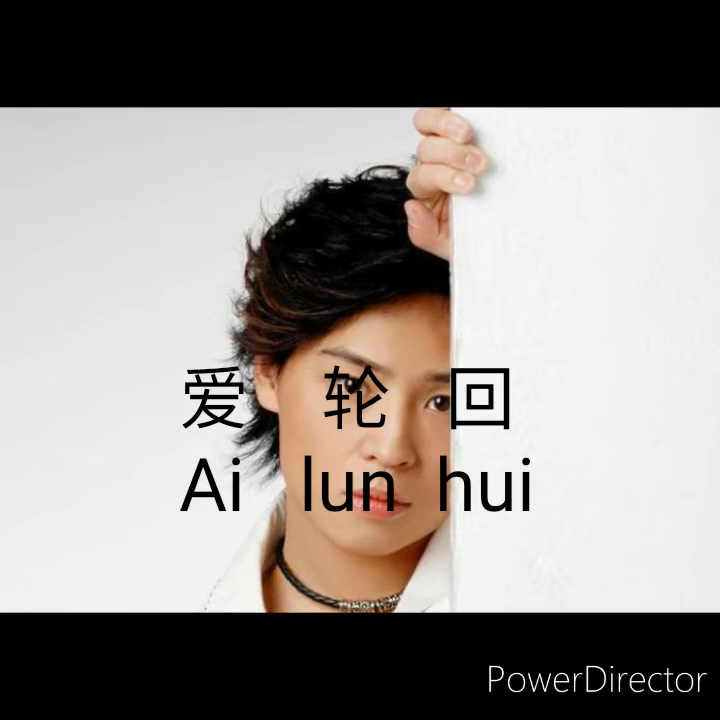 爱 轮 回
Ai lun hui
PowerDirector